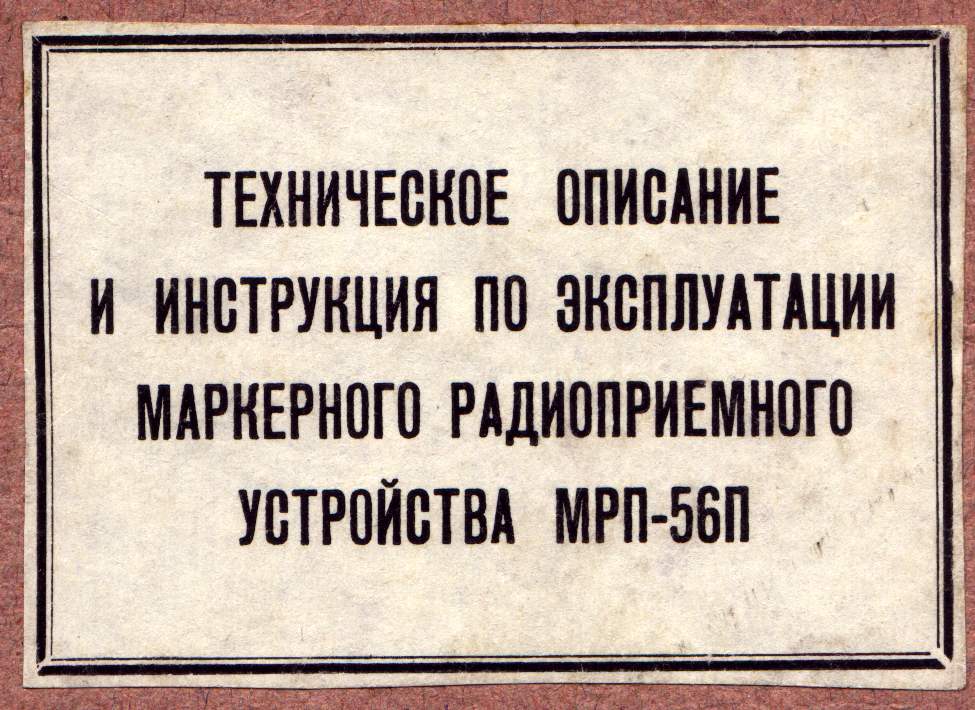 ТЕХНИЧЕСКОЕ ОПИСАНИЕ
И ИНСТРУКЦИЯ ПО ЭКСПЛУАТАЦИИ
МАРКЕРНОГО РАДИОПРИЕМНОГО
УСТРОЙСТВА МРП-56П